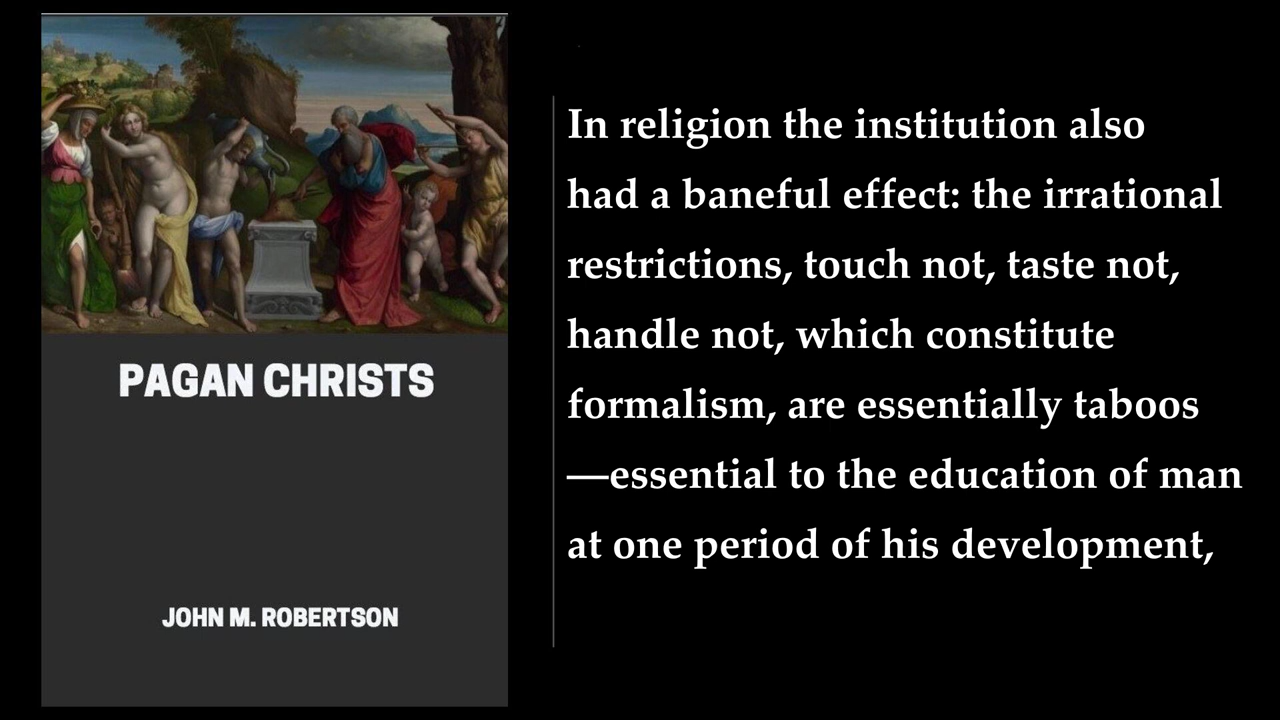 PAGAN CHRISTS
JOHN M. ROBERTSON
In religion the institution also
had a baneful effect: the irrational
restrictions, touch not, taste not,
handle not, which constitute
formalism, are essentially taboos
—essential to the education of man
at one period of his development,